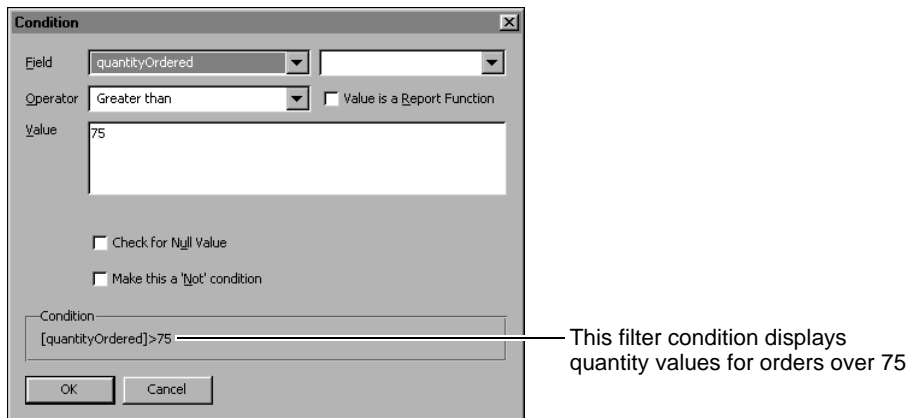 Condition
Field quantityOrdered
Operator Greater than Value is a Report Function
Value 75
Check for Null Value
Make this a 'Not' condition
Condition
[quantityOrdered]>75
This filter condition displays
quantity values for orders over 75
OK Cancel